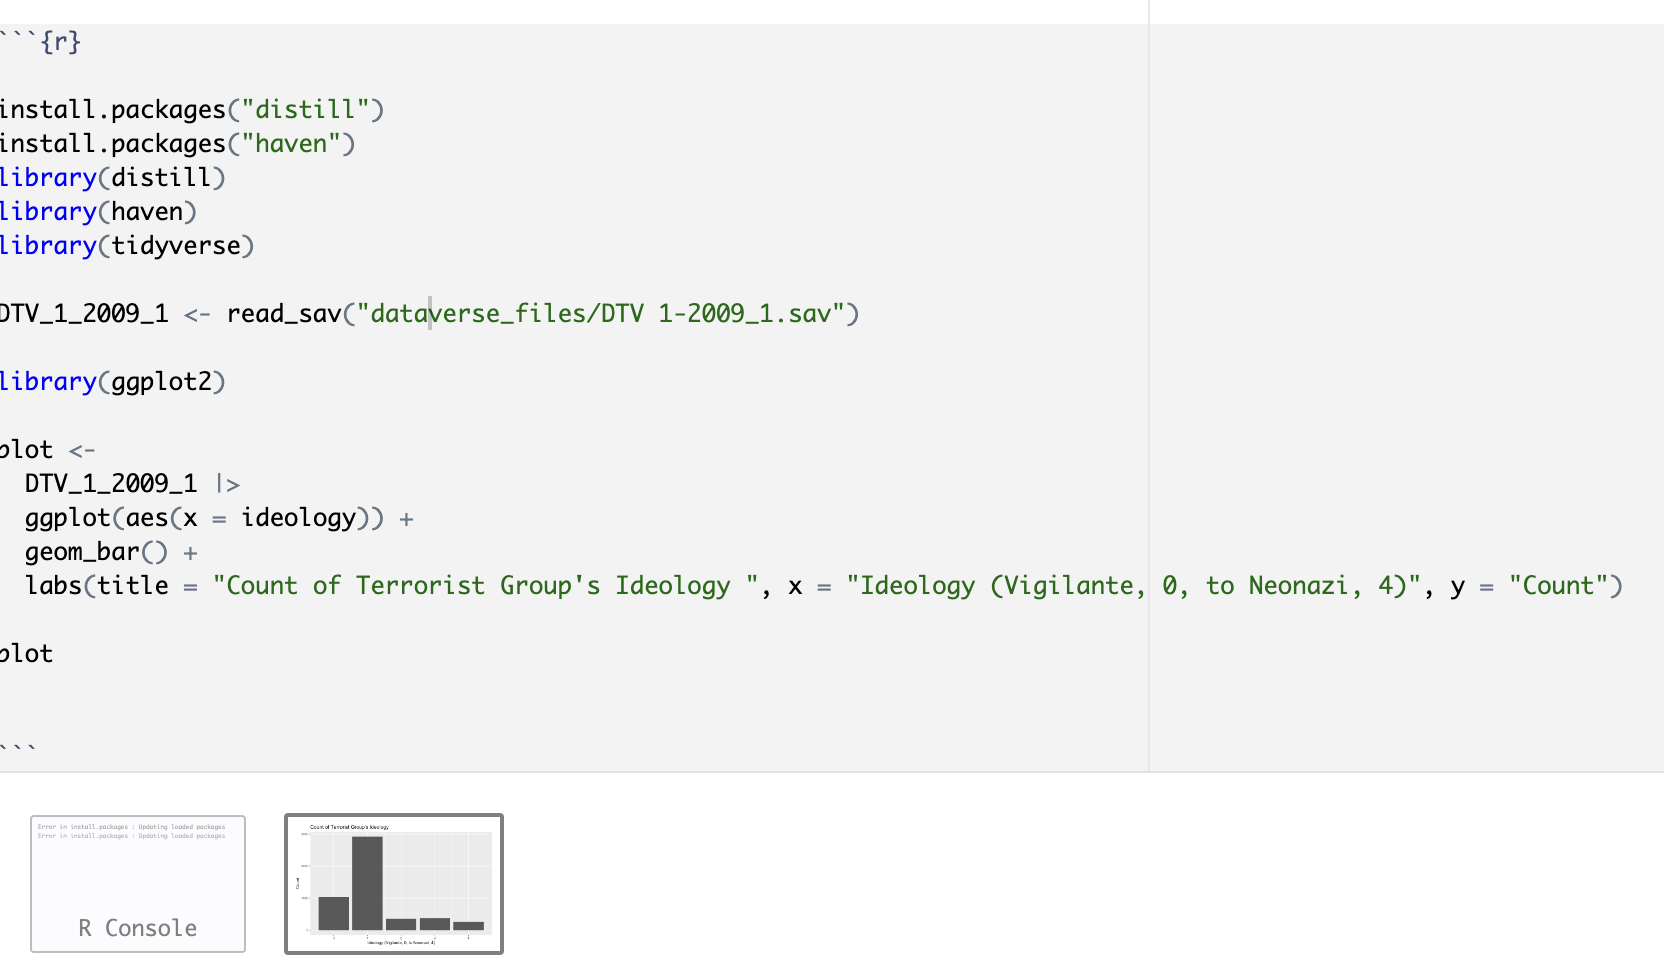 ```{r}
install.packages("distill")
install.packages("haven")
library(distill)
library(haven)
library(tidyverse)
DTV_1_2009_1 <- read_sav("dataverse_files/DTV 1-2009_1.sav")
library(ggplot2)
plot <-
DTV_1_2009_1 |>
ggplot(aes(x = ideology)) +
geom_bar() +
labs(title = "Count of Terrorist Group's Ideology ", x = "Ideology (Vigilante, 0, to Neonazi, 4)", y = "Count")
plot
```
Error in install.packages : Updating loaded packages
Error in install.packages : Updating loaded packages
R Console
Count of Terrorist Group's Ideology
Count
Ideology (Vigilante, 0, to Neonazi, 4)